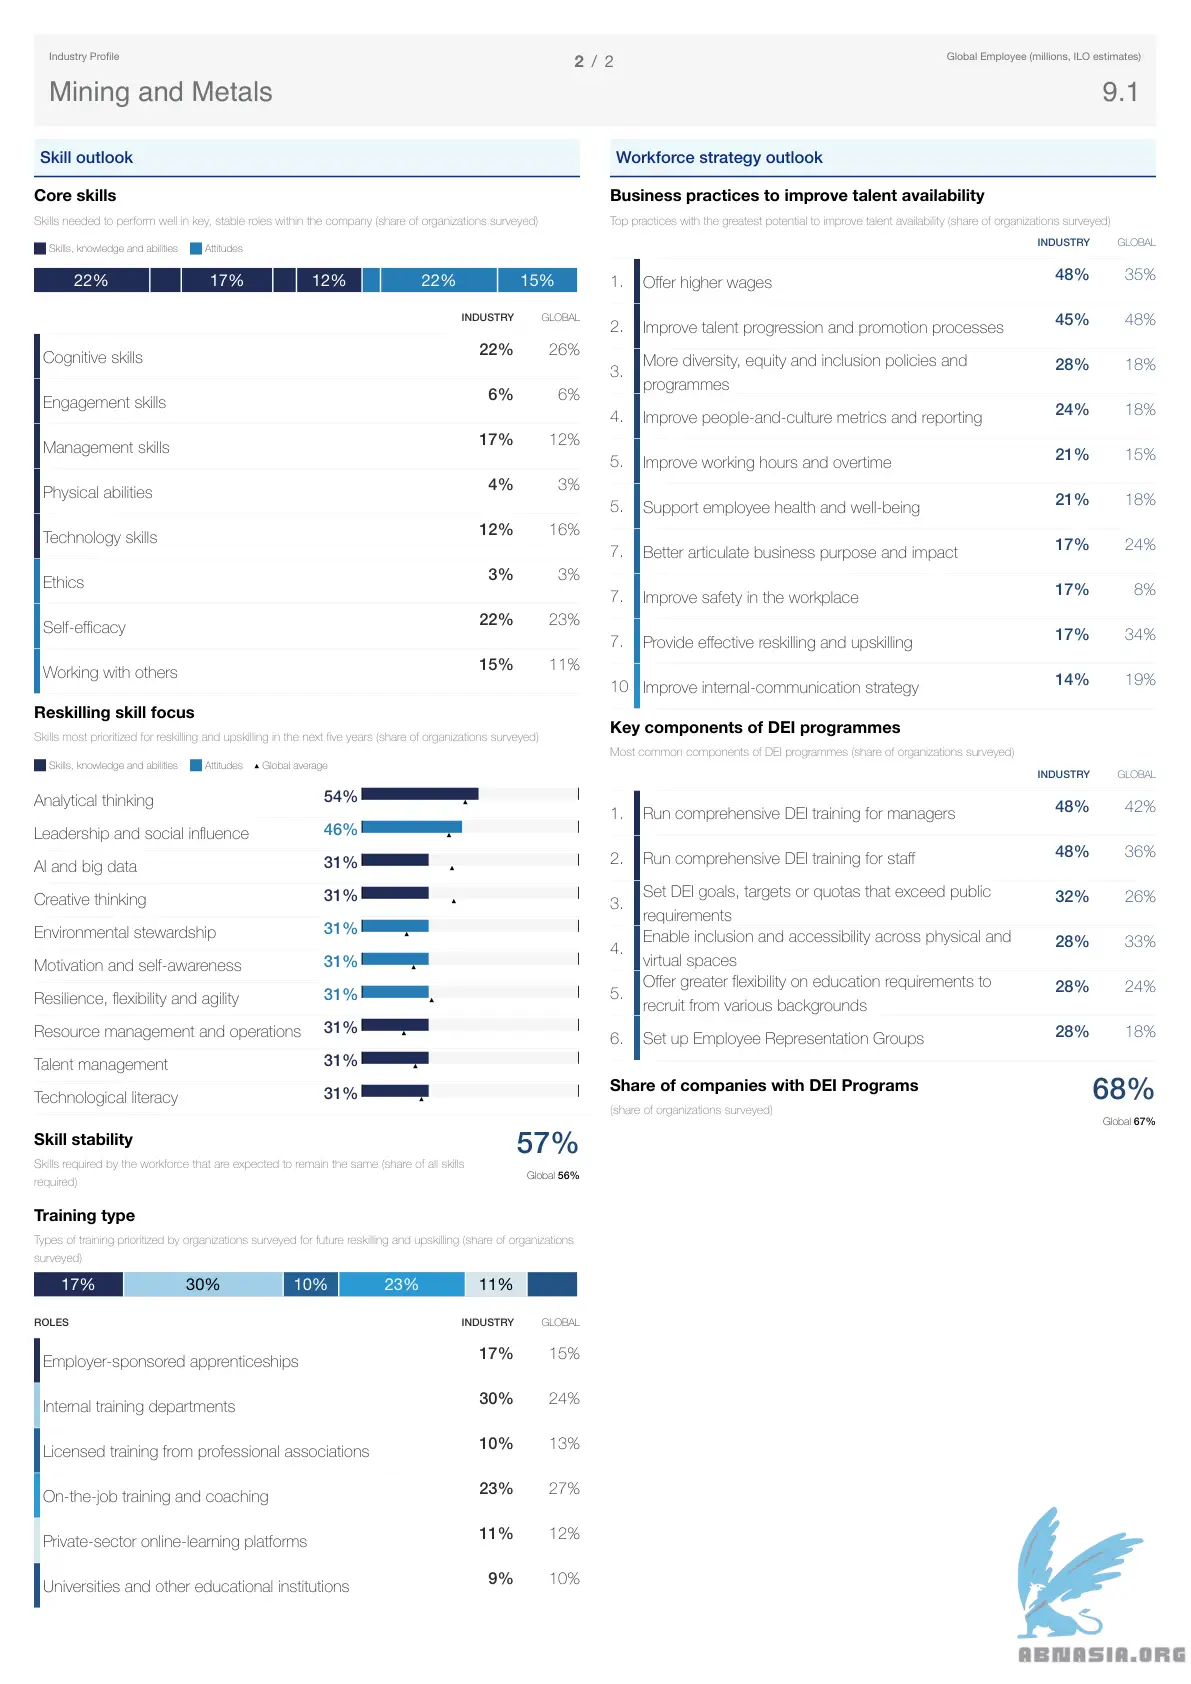 Industry Profile
2 / 2
Global Employee (millions, ILO estimates)
Mining and Metals
9.1
Skill outlook
Core skills
Skills needed to perform well in key, stable roles within the company (share of organizations surveyed)
Skills, knowledge and abilities Attitudes
22% 17% 12% 22% 15%
INDUSTRY GLOBAL
Cognitive skills 22% 26%
Engagement skills 6% 6%
Management skills 17% 12%
Physical abilities 4% 3%
Technology skills 12% 16%
Ethics 3% 3%
Self-efficacy 22% 23%
Working with others 15% 11%
Reskilling skill focus
Skills most prioritized for reskilling and upskilling in the next five years (share of organizations surveyed)
Skills, knowledge and abilities Attitudes Global average
Analytical thinking 54%
Leadership and social influence 46%
AI and big data 31%
Creative thinking 31%
Environmental stewardship 31%
Motivation and self-awareness 31%
Resilience, flexibility and agility 31%
Resource management and operations 31%
Talent management 31%
Technological literacy 31%
Skill stability 57%
Skills required by the workforce that are expected to remain the same (share of all skills
required)
Global 56%
Training type
Types of training prioritized by organizations surveyed for future reskilling and upskilling (share of organizations
surveyed)
17% 30% 10% 23% 11%
ROLES INDUSTRY GLOBAL
Employer-sponsored apprenticeships 17% 15%
Internal training departments 30% 24%
Licensed training from professional associations 10% 13%
On-the-job training and coaching 23% 27%
Private-sector online-learning platforms 11% 12%
Universities and other educational institutions 9% 10%
Workforce strategy outlook
Business practices to improve talent availability
Top practices with the greatest potential to improve talent availability (share of organizations surveyed)
INDUSTRY GLOBAL
1. Offer higher wages 48% 35%
2. Improve talent progression and promotion processes 45% 48%
3. More diversity, equity and inclusion policies and 28% 18%
programmes
4. Improve people-and-culture metrics and reporting 24% 18%
5. Improve working hours and overtime 21% 15%
5. Support employee health and well-being 21% 18%
7. Better articulate business purpose and impact 17% 24%
7. Improve safety in the workplace 17% 8%
7. Provide effective reskilling and upskilling 17% 34%
10 Improve internal-communication strategy 14% 19%
Key components of DEI programmes
Most common components of DEI programmes (share of organizations surveyed)
INDUSTRY GLOBAL
1. Run comprehensive DEI training for managers 48% 42%
2. Run comprehensive DEI training for staff 48% 36%
3. Set DEI goals, targets or quotas that exceed public 32% 26%
requirements
4. Enable inclusion and accessibility across physical and 28% 33%
virtual spaces
5. Offer greater flexibility on education requirements to 28% 24%
recruit from various backgrounds
6. Set up Employee Representation Groups 28% 18%
Share of companies with DEI Programs 68%
(share of organizations surveyed)
Global 67%
ABNASIA.ORG